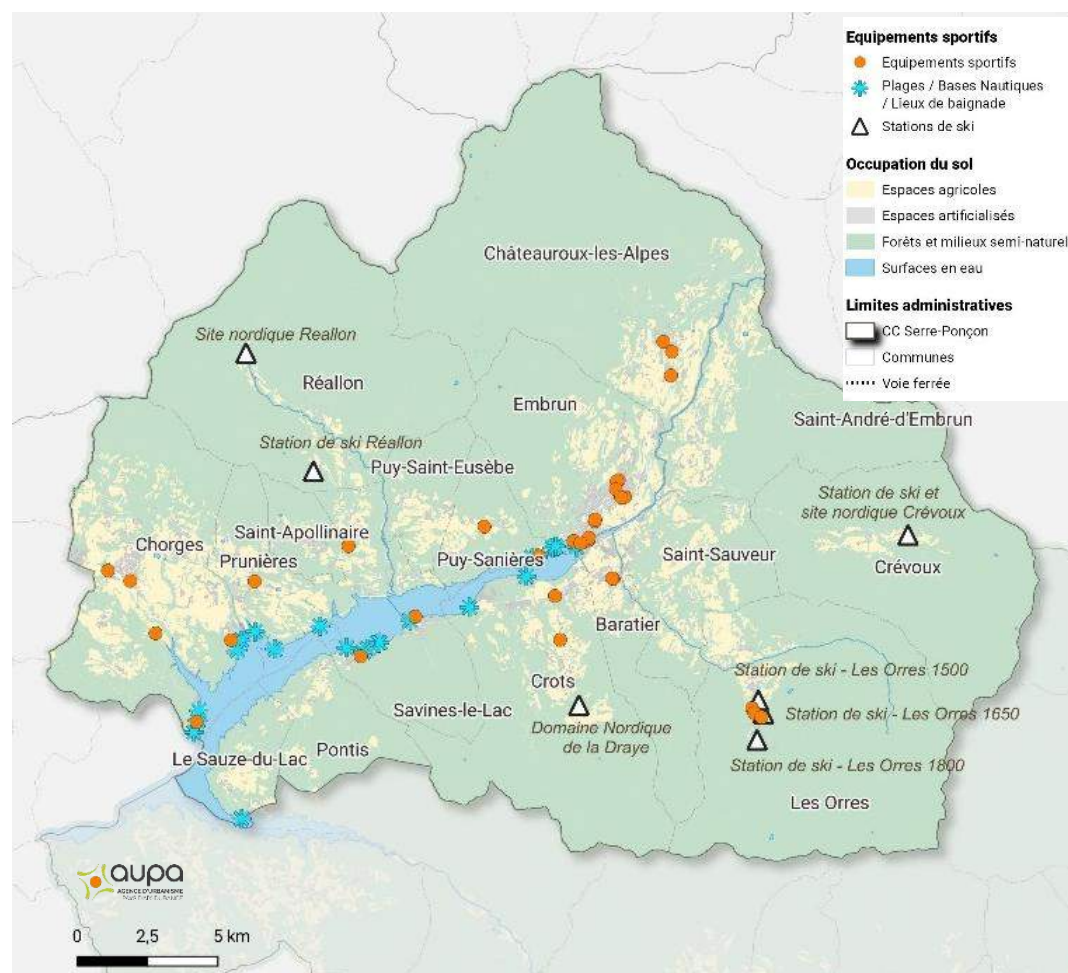 Equipements sportifs
Equipements sportifs
Plages / Bases Nautiques
/ Lieux de baignade
Stations de ski
Occupation du sol
Espaces agricoles
Espaces artificialisés
Forêts et milieux semi-naturel
Surfaces en eau
Limites administratives
CC Serre-Ponçon
Communes
Voie ferrée
Châteauroux-les-Alpes
Site nordique Reallon
Réallon
Embrun
Saint-André-d'Embrun
Station de ski Réallon
Puy-Saint-Eusèbe
Station de ski et
site nordique Crévoux
Saint-Apollinaire
Chorges
Prunières
Puy-Sanières
Saint-Sauveur
Crévoux
Baratier
Station de ski - Les Orres 1500
Crots
Savines-le-Lac
Station de ski - Les Orres 1650
Domaine Nordique
de la Draye
Pontis
Le Sauze-du-Lac
Station de ski - Les Orres 1800
Les Orres
aupa
AGENCE D'URBANISME
PAYS D'AIX DURANCE
0 2,5 5 km